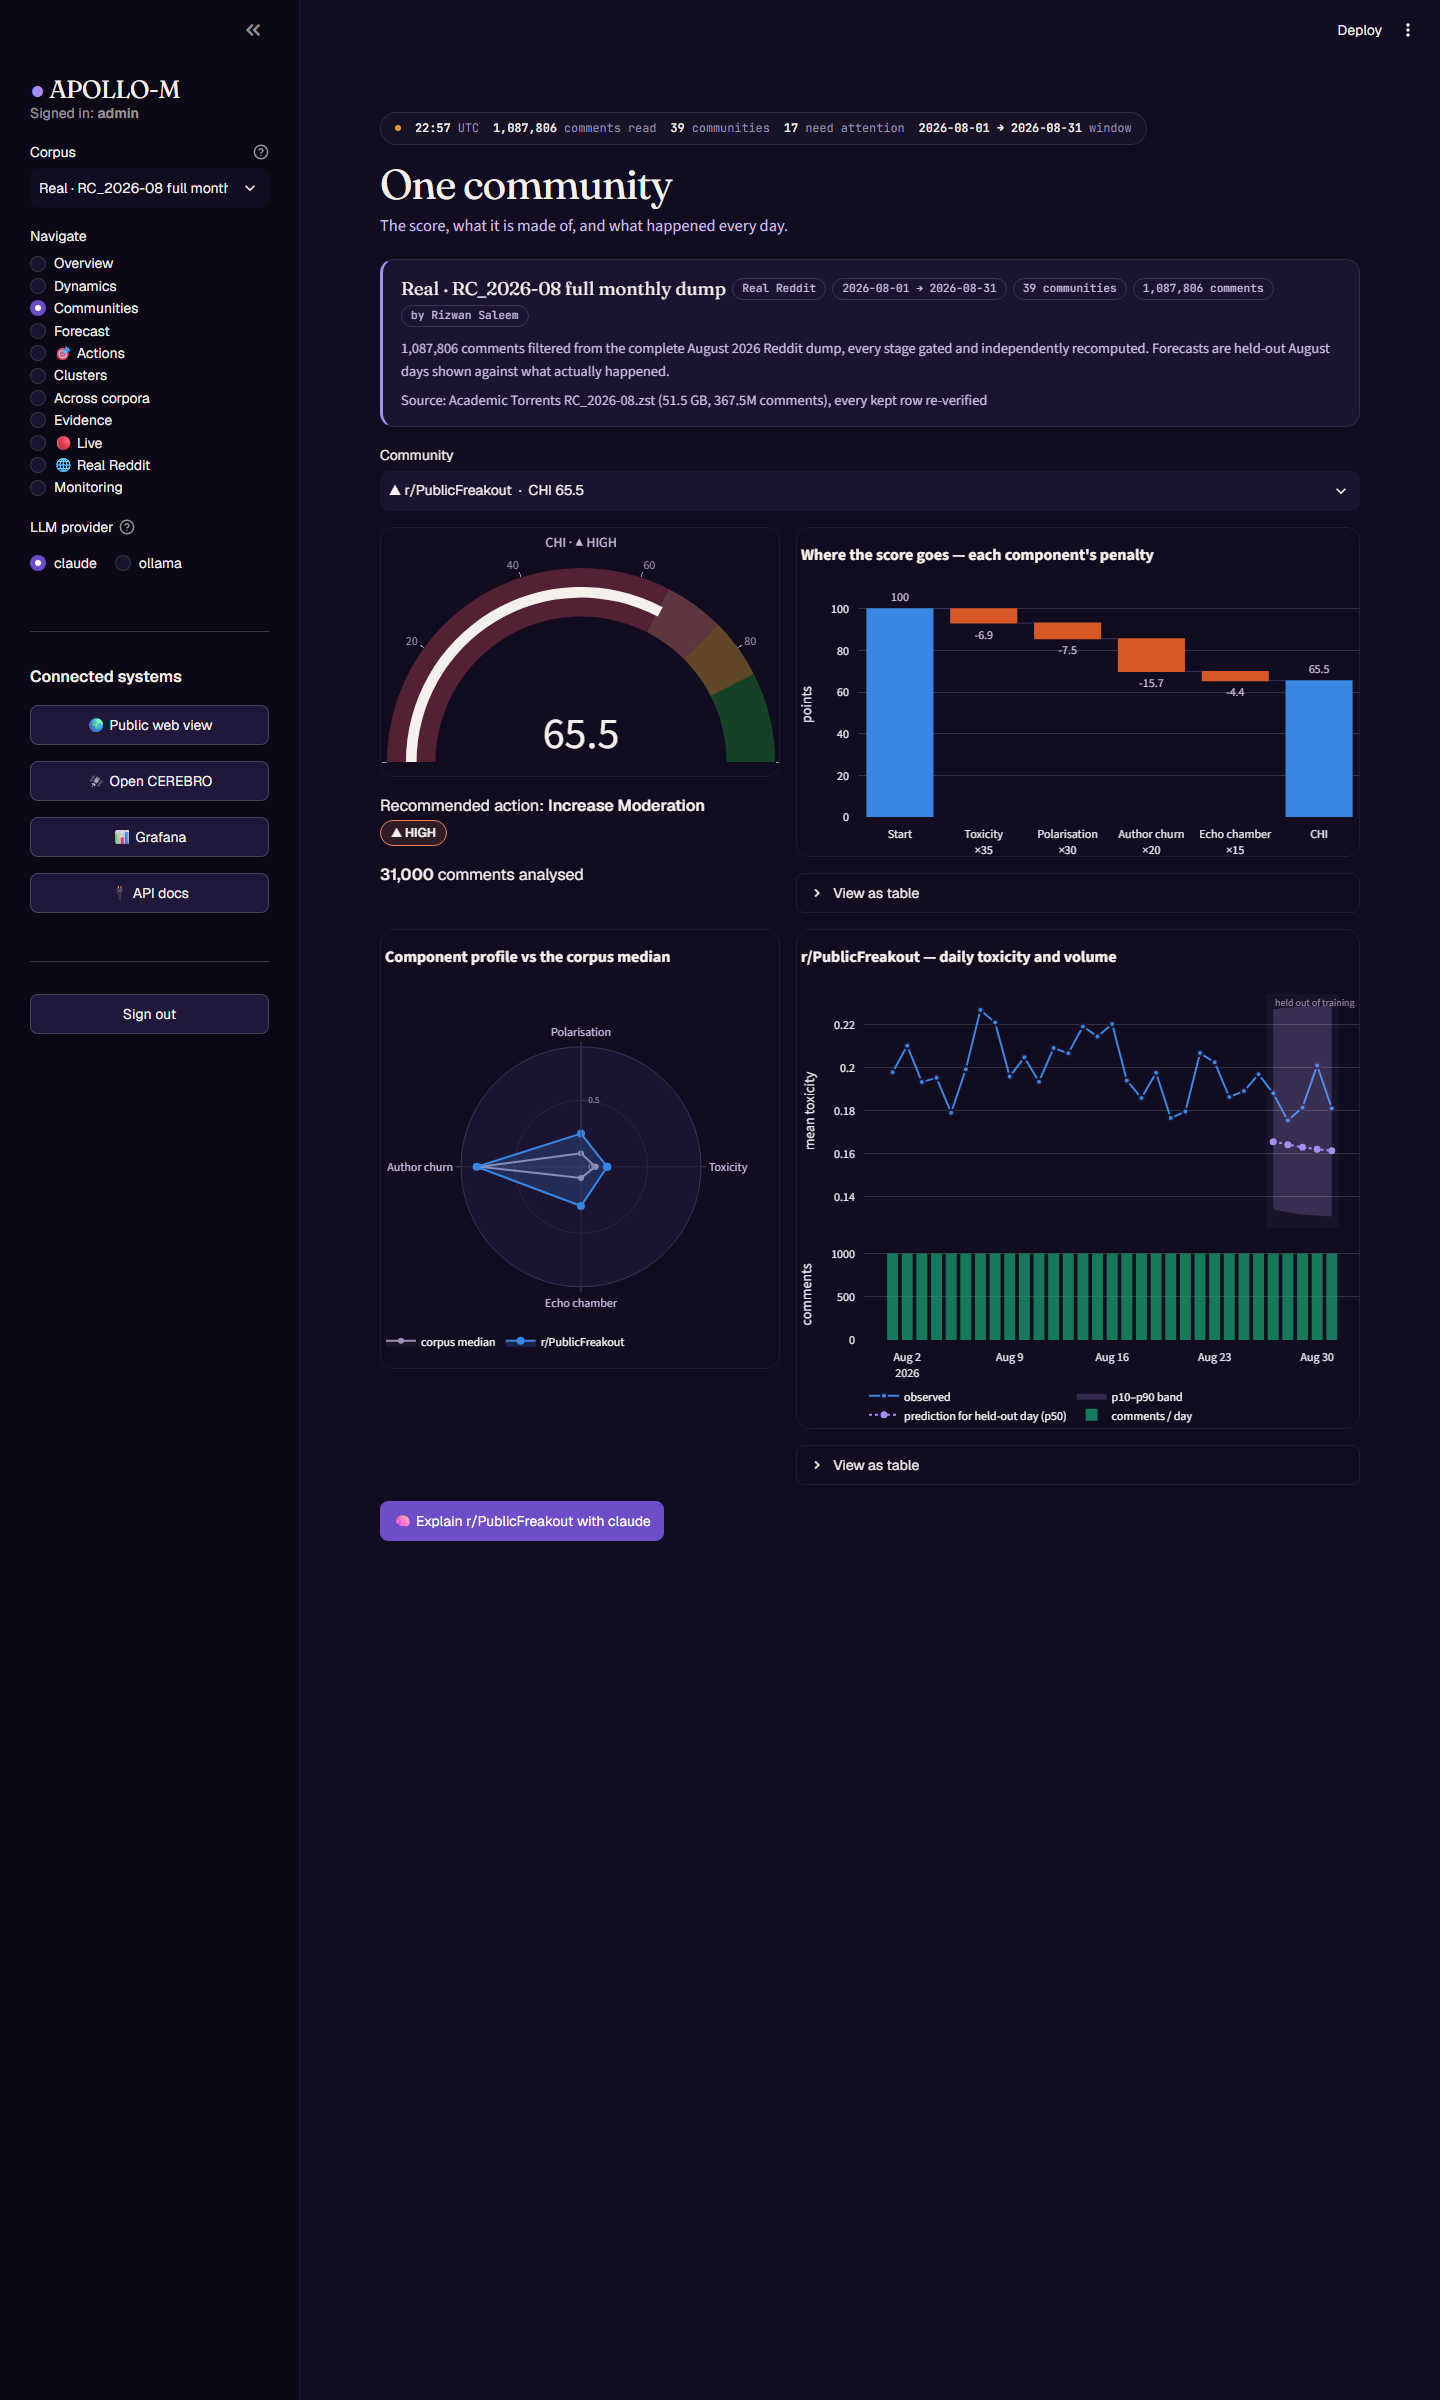 Deploy
APOLLO-M
Signed in: admin
Corpus
Real · RC_2026-08 full month
Navigate
Overview
Dynamics
Communities
Forecast
🎯 Actions
Clusters
Across corpora
Evidence
🔴 Live
🌐 Real Reddit
Monitoring
LLM provider
claude ollama
Connected systems
🌍 Public web view
🛰️ Open CEREBRO
📊 Grafana
API docs
Sign out
22:57 UTC 1,087,806 comments read 39 communities 17 need attention 2026-08-01 → 2026-08-31 window
One community
The score, what it is made of, and what happened every day.
Real · RC_2026-08 full monthly dump Real Reddit 2026-08-01 → 2026-08-31 39 communities 1,087,806 comments
by Rizwan Saleem
1,087,806 comments filtered from the complete August 2026 Reddit dump, every stage gated and independently recomputed. Forecasts are held-out August
days shown against what actually happened.
Source: Academic Torrents RC_2026-08.zst (51.5 GB, 367.5M comments), every kept row re-verified
Community
▲ r/PublicFreakout · CHI 65.5
CHI · ▲ HIGH
40 60
20 80
65.5
Recommended action: Increase Moderation
▲ HIGH
31,000 comments analysed
Where the score goes — each component's penalty
points
100
80
60
40
20
0
100
-6.9
-7.5
-15.7
-4.4
65.5
Start Toxicity Polarisation Author churn Echo chamber CHI
×35 ×30 ×20 ×15
View as table
Component profile vs the corpus median
Polarisation
0.5
Author churn 0 Toxicity
Echo chamber
corpus median r/PublicFreakout
r/PublicFreakout — daily toxicity and volume
held out of training
mean toxicity
0.22
0.2
0.18
0.16
0.14
comments
1000
500
0
Aug 2 Aug 9 Aug 16 Aug 23 Aug 30
2026
observed p10–p90 band
prediction for held-out day (p50) comments / day
View as table
🧠 Explain r/PublicFreakout with claude